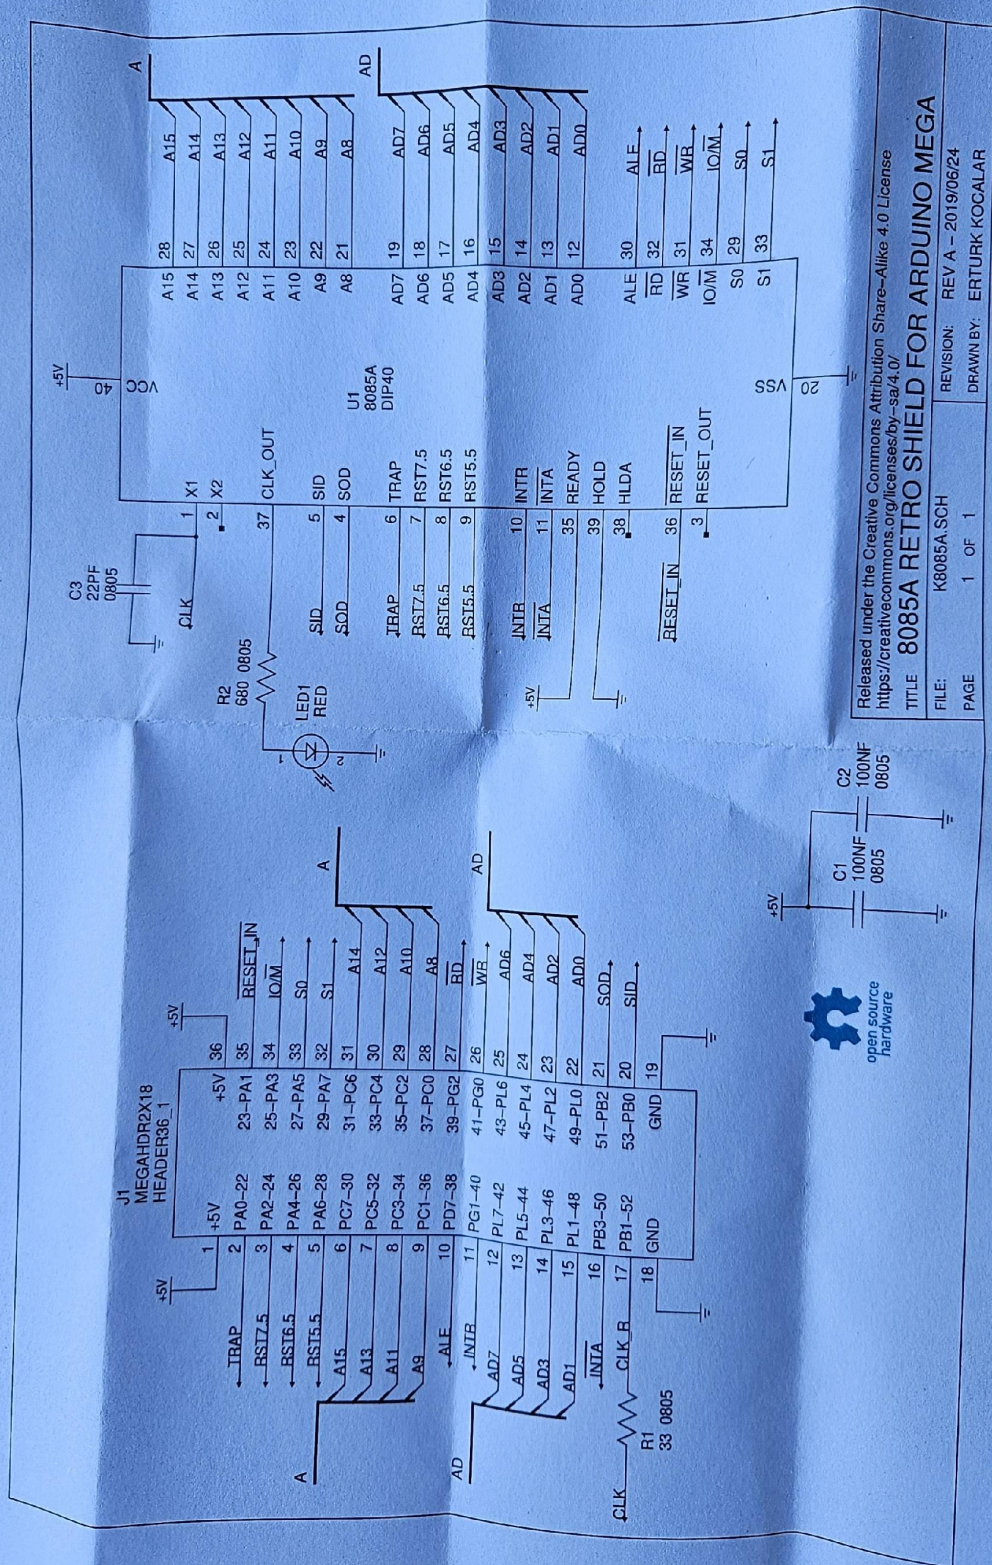 J1
MEGAHDR2X18
HEADER36_1
+5V
+5V
1 +5V
2 PA0-22
3 PA2-24
4 PA4-26
5 PA6-28
6 PC7-30
7 PC5-32
8 PC3-34
9 PC1-36
10 PD7-38
11 PG1-40
12 PL7-42
13 PL5-44
14 PL3-46
15 PL1-48
16 PB3-50
17 PB1-52
18 GND
TRAP
RST7.5
RST6.5
RST5.5
A15
A13
A11
A9
A
ALE
INTR
AD7
AD5
AD3
AD1
AD
INTA
CLK_R
R1
33 0805
CLK
+5V 36
23-PA1 35
25-PA3 34
27-PA5 33
29-PA7 32
31-PC6 31
33-PC4 30
35-PC2 29
37-PC0 28
39-PG2 27
41-PG0 26
43-PL6 25
45-PL4 24
47-PL2 23
49-PL0 22
51-PB2 21
53-PB0 20
GND 19
RESET_IN
IO/M
S0
S1
A14
A12
A10
A8
A
RD
WR
AD6
AD4
AD2
AD0
AD
SOD
SID
C3
22PF
0805
CLK
R2
680 0805
LED1
RED
1
2
SID
SOD
TRAP
RST7.5
RST6.5
RST5.5
INTR
INTA
+5V
RESET_IN
1 X1
2 X2
37 CLK_OUT
5 SID
4 SOD
6 TRAP
7 RST7.5
8 RST6.5
9 RST5.5
10 INTR
11 INTA
35 READY
39 HOLD
38 HLDA
36 RESET_IN
3 RESET_OUT
+5V
40
VCC
U1
8085A
DIP40
VSS
20
A15 28 A15
A14 27 A14
A13 26 A13
A12 25 A12
A11 24 A11
A10 23 A10
A9 22 A9
A8 21 A8
A
AD7 19 AD7
AD6 18 AD6
AD5 17 AD5
AD4 16 AD4
AD3 15 AD3
AD2 14 AD2
AD1 13 AD1
AD0 12 AD0
AD
ALE 30 ALE
RD 32 RD
WR 31 WR
IO/M 34 IO/M
S0 29 S0
S1 33 S1
+5V
C1
100NF
0805
C2
100NF
0805
open source
hardware
Released under the Creative Commons Attribution Share-Alike 4.0 License
https://creativecommons.org/licenses/by-sa/4.0/
TITLE 8085A RETRO SHIELD FOR ARDUINO MEGA
FILE: K8085A.SCH
REVISION: REV A - 2019/06/24
PAGE 1 OF 1
DRAWN BY: ERTURK KOCALAR